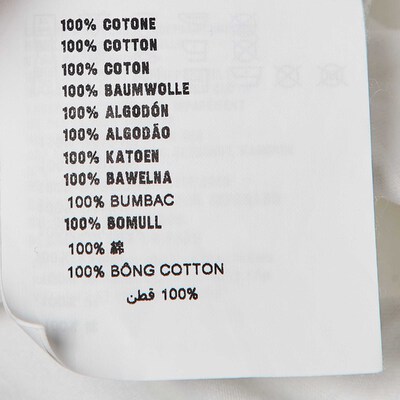 100% COTONE
100% COTTON
100% COTON
100% BAUMWOLLE
100% ALGODÓN
100% ALGODÃO
100% KATOEN
100% BAWELNA
100% BUMBAC
100% BOMULL
100% 綿
100% BÔNG COTTON
100% قطن